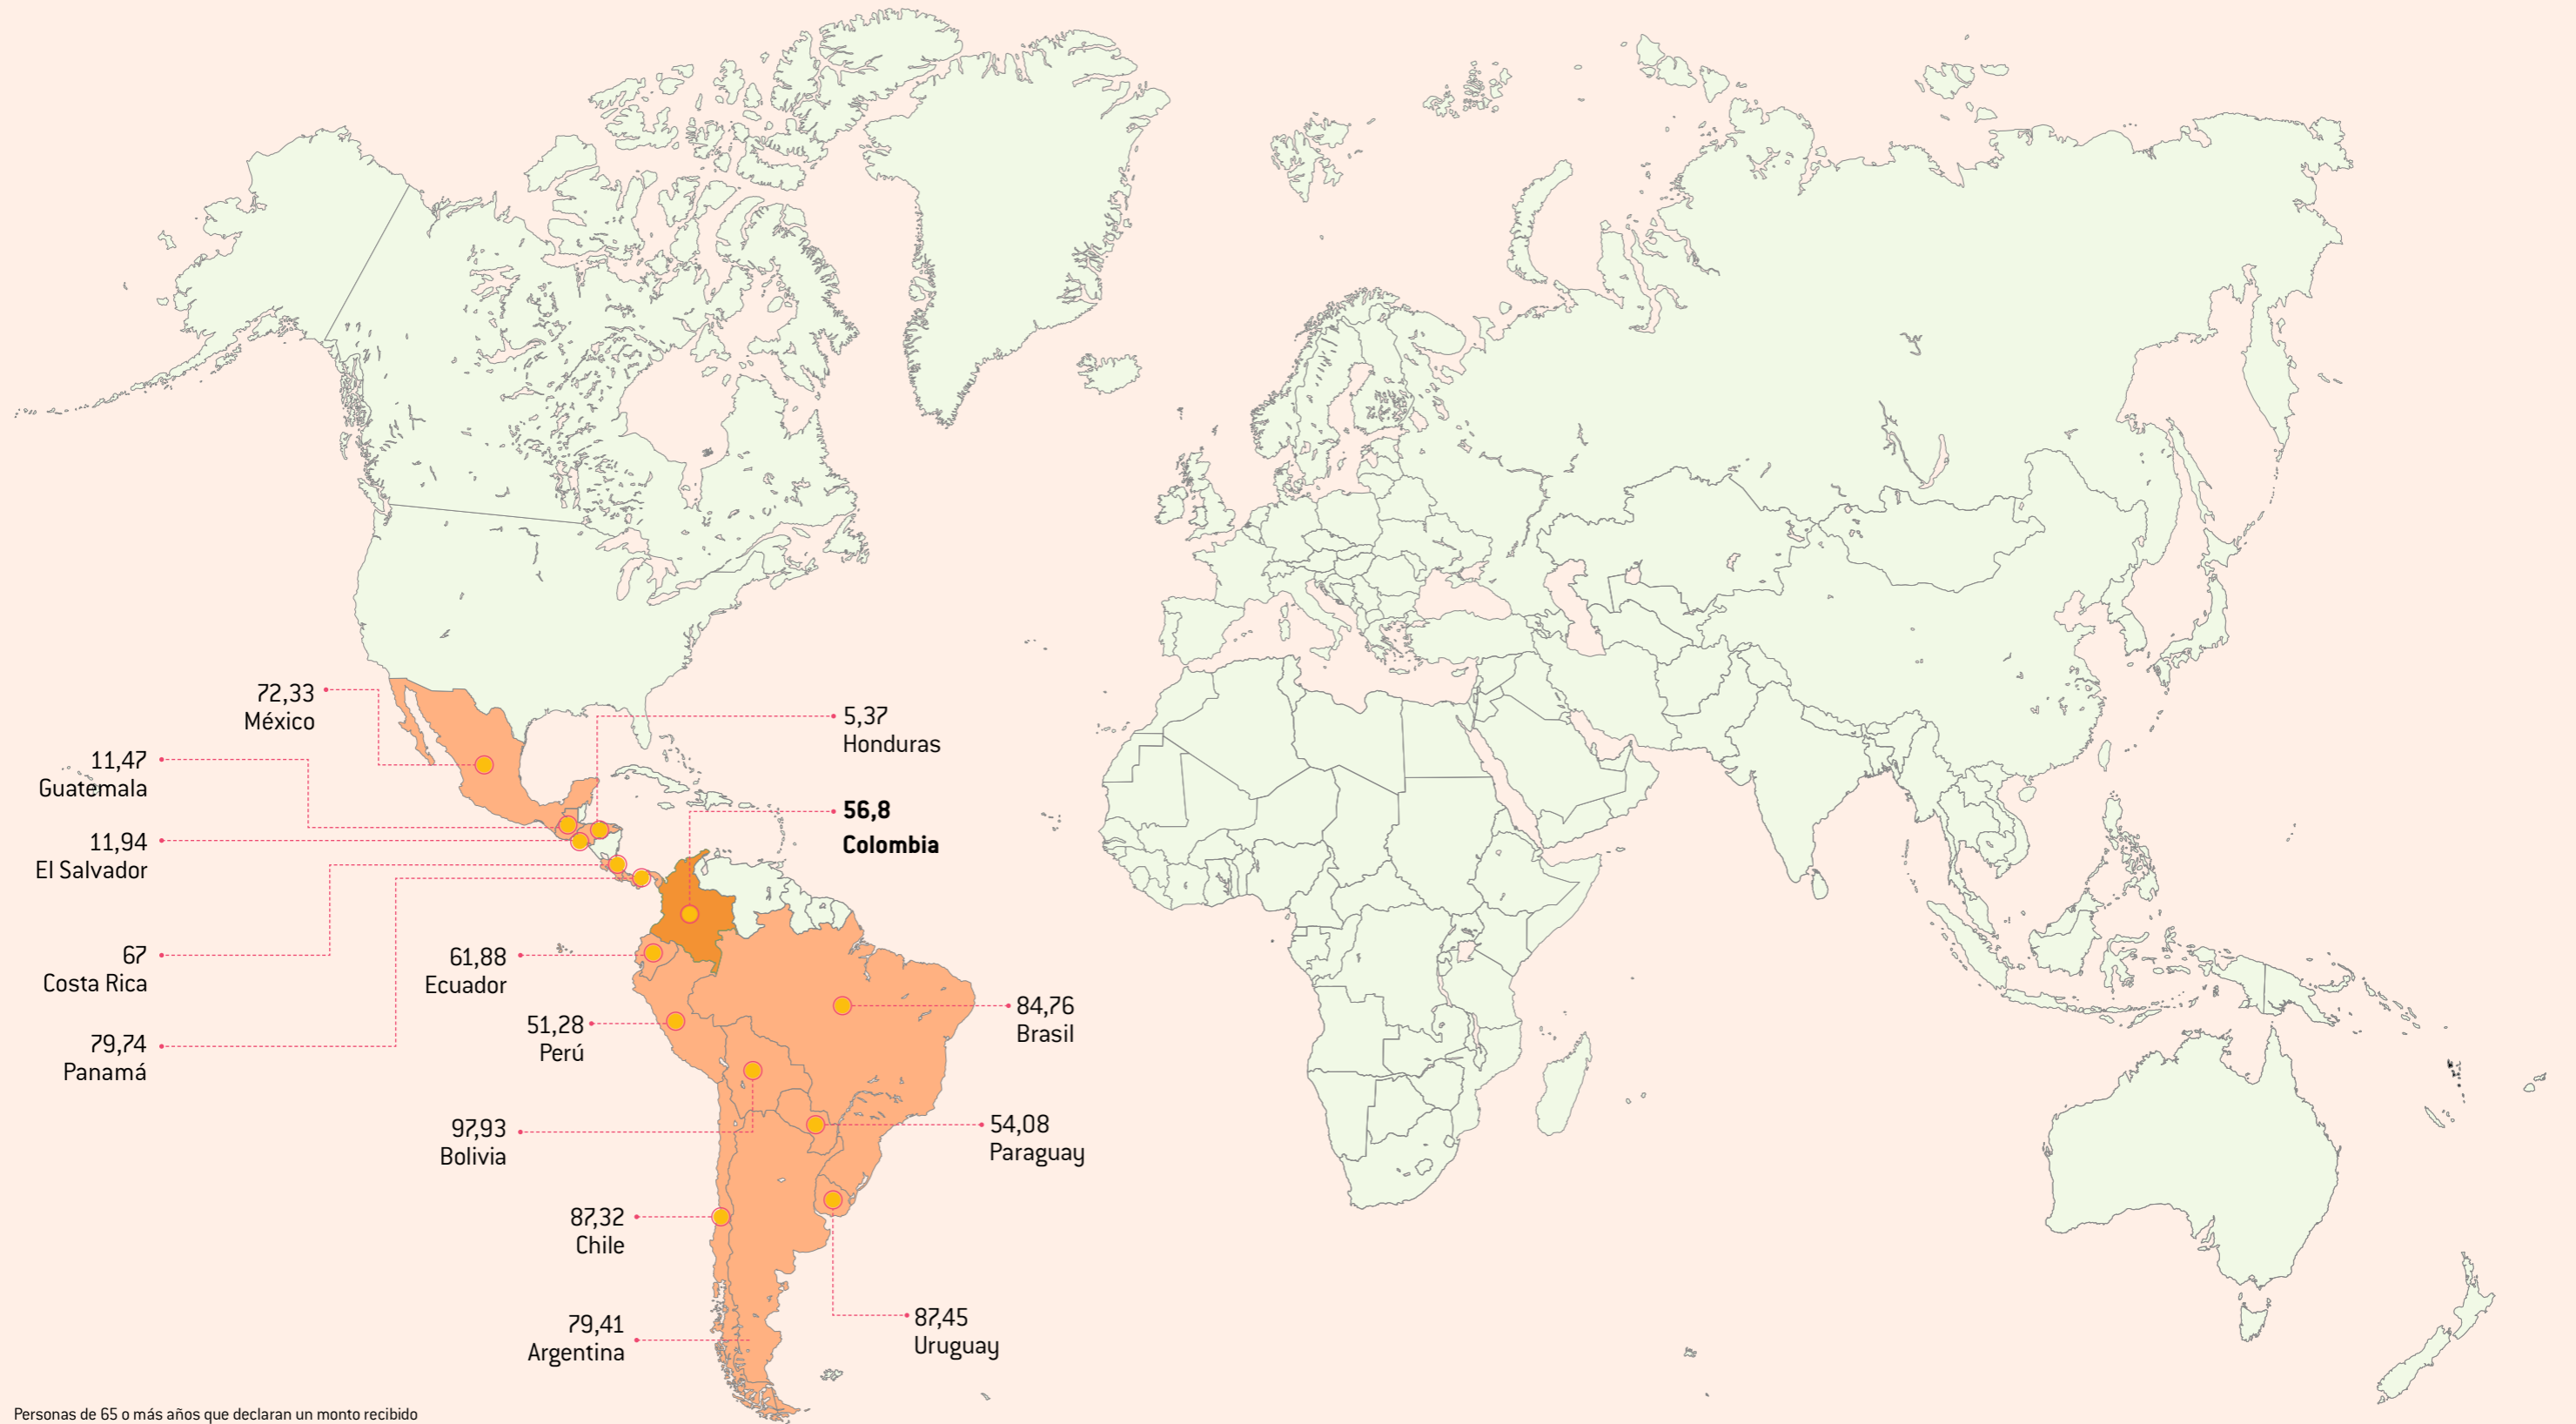 72,33
México
5,37
Honduras
11,47
Guatemala
56,8
Colombia
11,94
El Salvador
67
Costa Rica
61,88
Ecuador
84,76
Brasil
51,28
Perú
79,74
Panamá
97,93
Bolivia
54,08
Paraguay
87,32
Chile
87,45
Uruguay
79,41
Argentina
Personas de 65 o más años que declaran un monto recibido